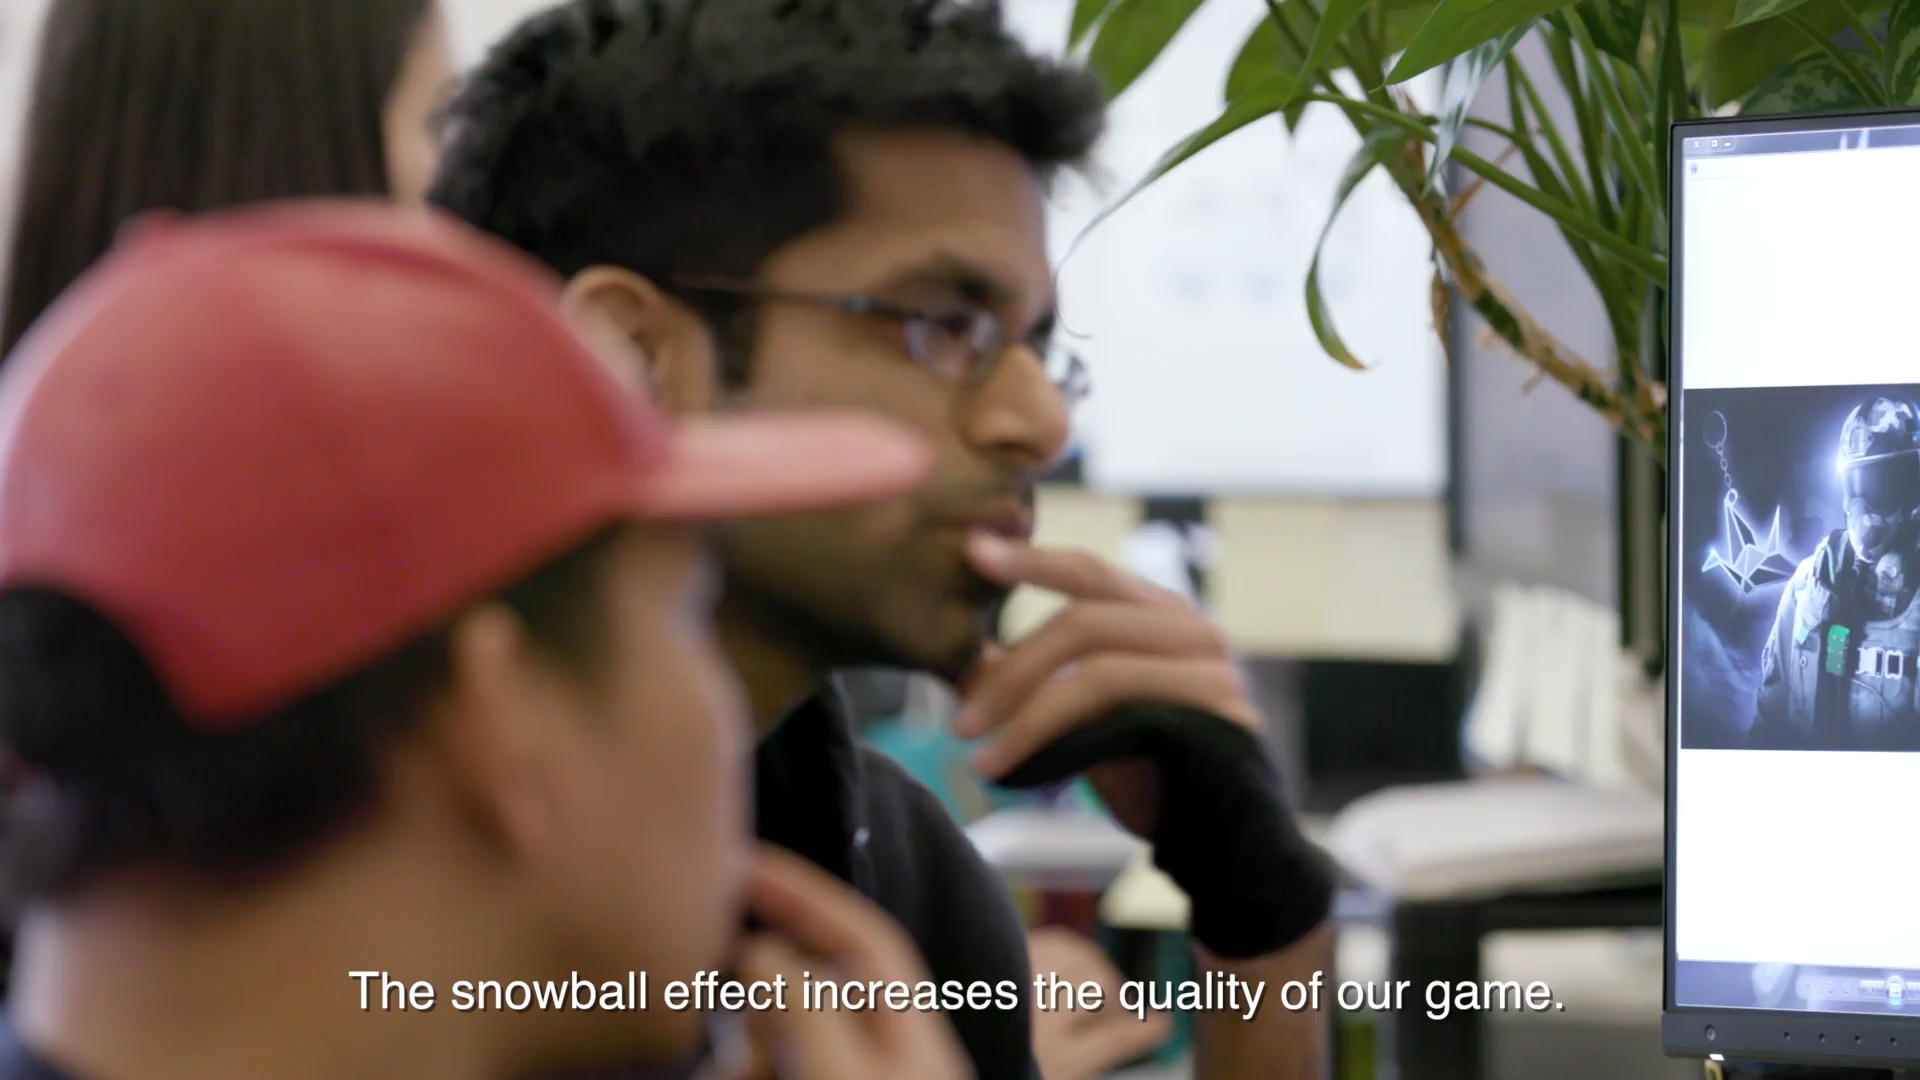 The snowball effect increases the quality of our game.